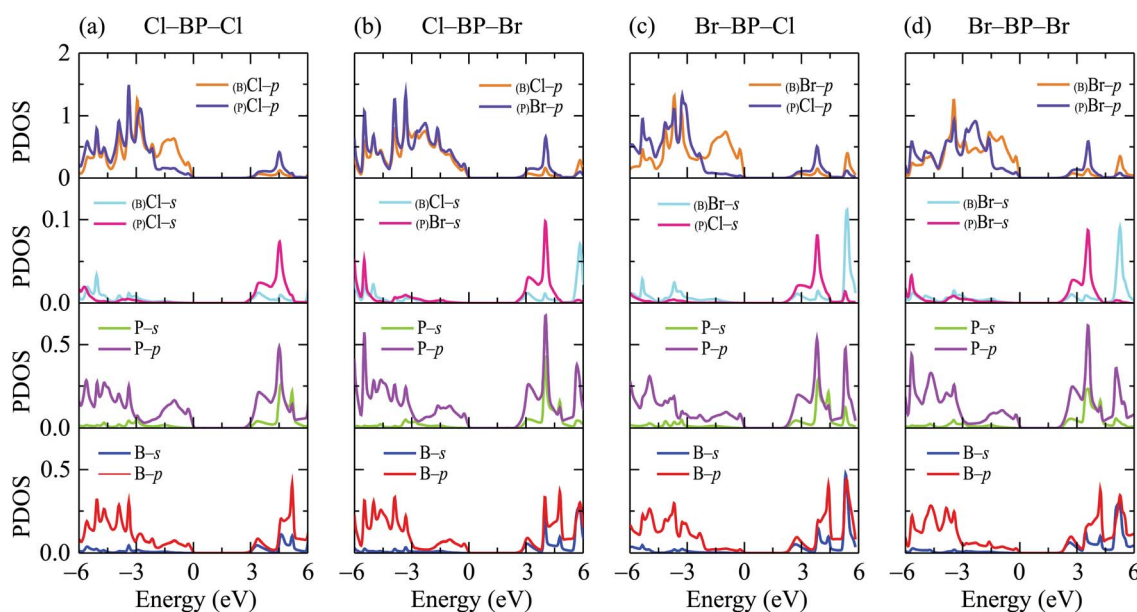 (a) Cl–BP–Cl (b) Cl–BP–Br (c) Br–BP–Cl (d) Br–BP–Br
2
1
0
PDOS
(B)Cl–p
(P)Cl–p
(B)Cl–p
(P)Br–p
(B)Br–p
(P)Cl–p
(B)Br–p
(P)Br–p
0.1
0.0
PDOS
(B)Cl–s
(P)Cl–s
(B)Cl–s
(P)Br–s
(B)Br–s
(P)Cl–s
(B)Br–s
(P)Br–s
0.5
0.0
PDOS
P–s
P–p
P–s
P–p
P–s
P–p
P–s
P–p
0.5
0.0
PDOS
B–s
B–p
B–s
B–p
B–s
B–p
B–s
B–p
−6 −3 0 3 6 −6 −3 0 3 6 −6 −3 0 3 6 −6 −3 0 3 6
Energy (eV) Energy (eV) Energy (eV) Energy (eV)